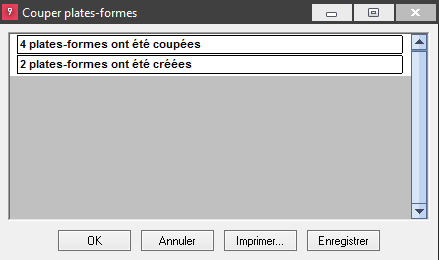 9 Couper plates-formes
4 plates-formes ont été coupées
2 plates-formes ont été créées
OK Annuler Imprimer... Enregistrer